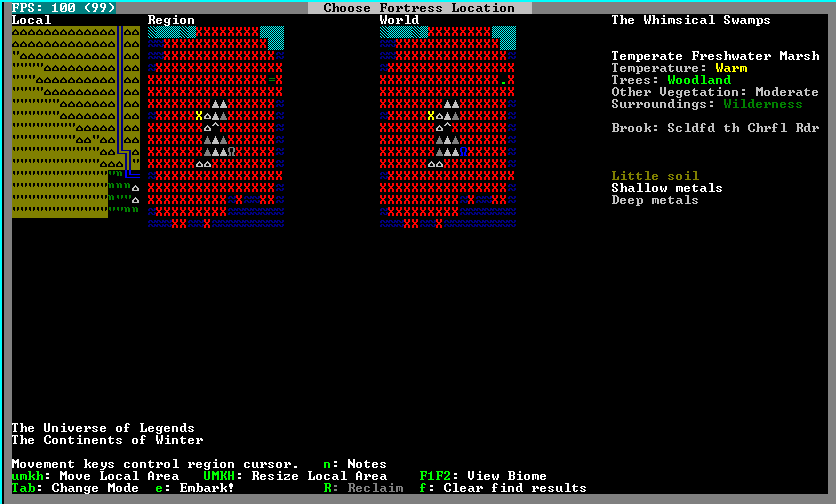 FPS: 100 (99)
Choose Fortress Location
Local Region World The Whimsical Swamps
Temperate Freshwater Marsh
Temperature: Warm
Trees: Woodland
Other Vegetation: Moderate
Surroundings: Wilderness
Brook: Scldfd th Chrfl Rdr
Little soil
Shallow metals
Deep metals
The Universe of Legends
The Continents of Winter
Movement keys control region cursor. n: Notes
umkh: Move Local Area UMKH: Resize Local Area F1F2: View Biome
Tab: Change Mode e: Embark! R: Reclaim f: Clear find results